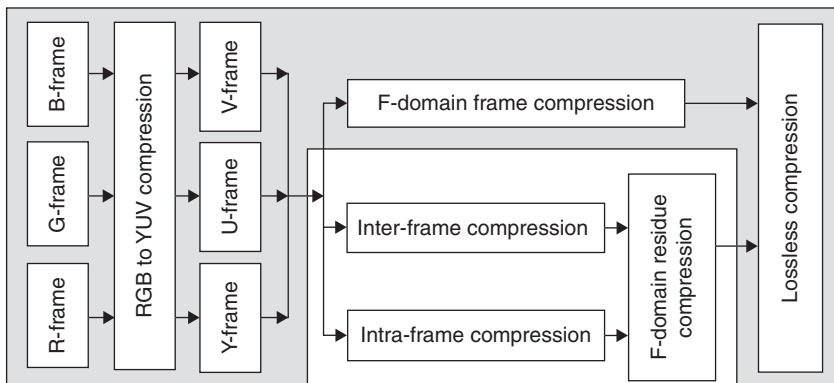 B-frame
G-frame
R-frame
RGB to YUV compression
V-frame
U-frame
Y-frame
F-domain frame compression
Inter-frame compression
Intra-frame compression
F-domain residue
compression
Lossless compression